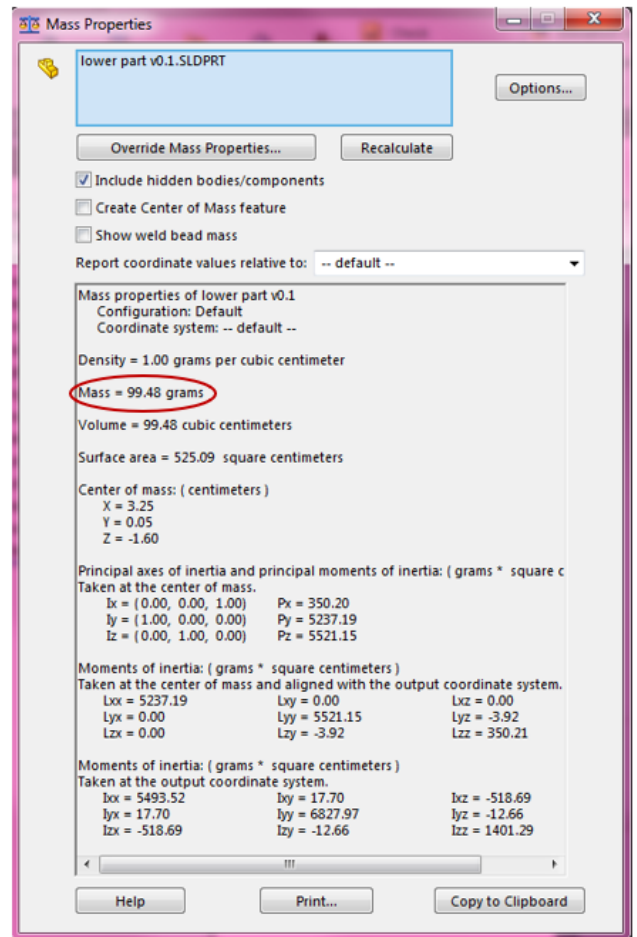 Mass Properties
lower part v0.1.SLDPRT
Options...
Override Mass Properties...
Recalculate
Include hidden bodies/components
Create Center of Mass feature
Show weld bead mass
Report coordinate values relative to: -- default --
Mass properties of lower part v0.1
Configuration: Default
Coordinate system: -- default --
Density = 1.00 grams per cubic centimeter
Mass = 99.48 grams
Volume = 99.48 cubic centimeters
Surface area = 525.09 square centimeters
Center of mass: ( centimeters )
X = 3.25
Y = 0.05
Z = -1.60
Principal axes of inertia and principal moments of inertia: ( grams * square c
Taken at the center of mass.
Ix = ( 0.00, 0.00, 1.00) Px = 350.20
Iy = ( 1.00, 0.00, 0.00) Py = 5237.19
Iz = ( 0.00, 1.00, 0.00) Pz = 5521.15
Moments of inertia: ( grams * square centimeters )
Taken at the center of mass and aligned with the output coordinate system.
Lxx = 5237.19 Lxy = 0.00 Lxz = 0.00
Lyx = 0.00 Lyy = 5521.15 Lyz = -3.92
Lzx = 0.00 Lzy = -3.92 Lzz = 350.21
Moments of inertia: ( grams * square centimeters )
Taken at the output coordinate system.
Ixx = 5493.52 Ixy = 17.70 Ixz = -518.69
Iyx = 17.70 Iyy = 6827.97 Iyz = -12.66
Izx = -518.69 Izy = -12.66 Izz = 1401.29
Help
Print...
Copy to Clipboard